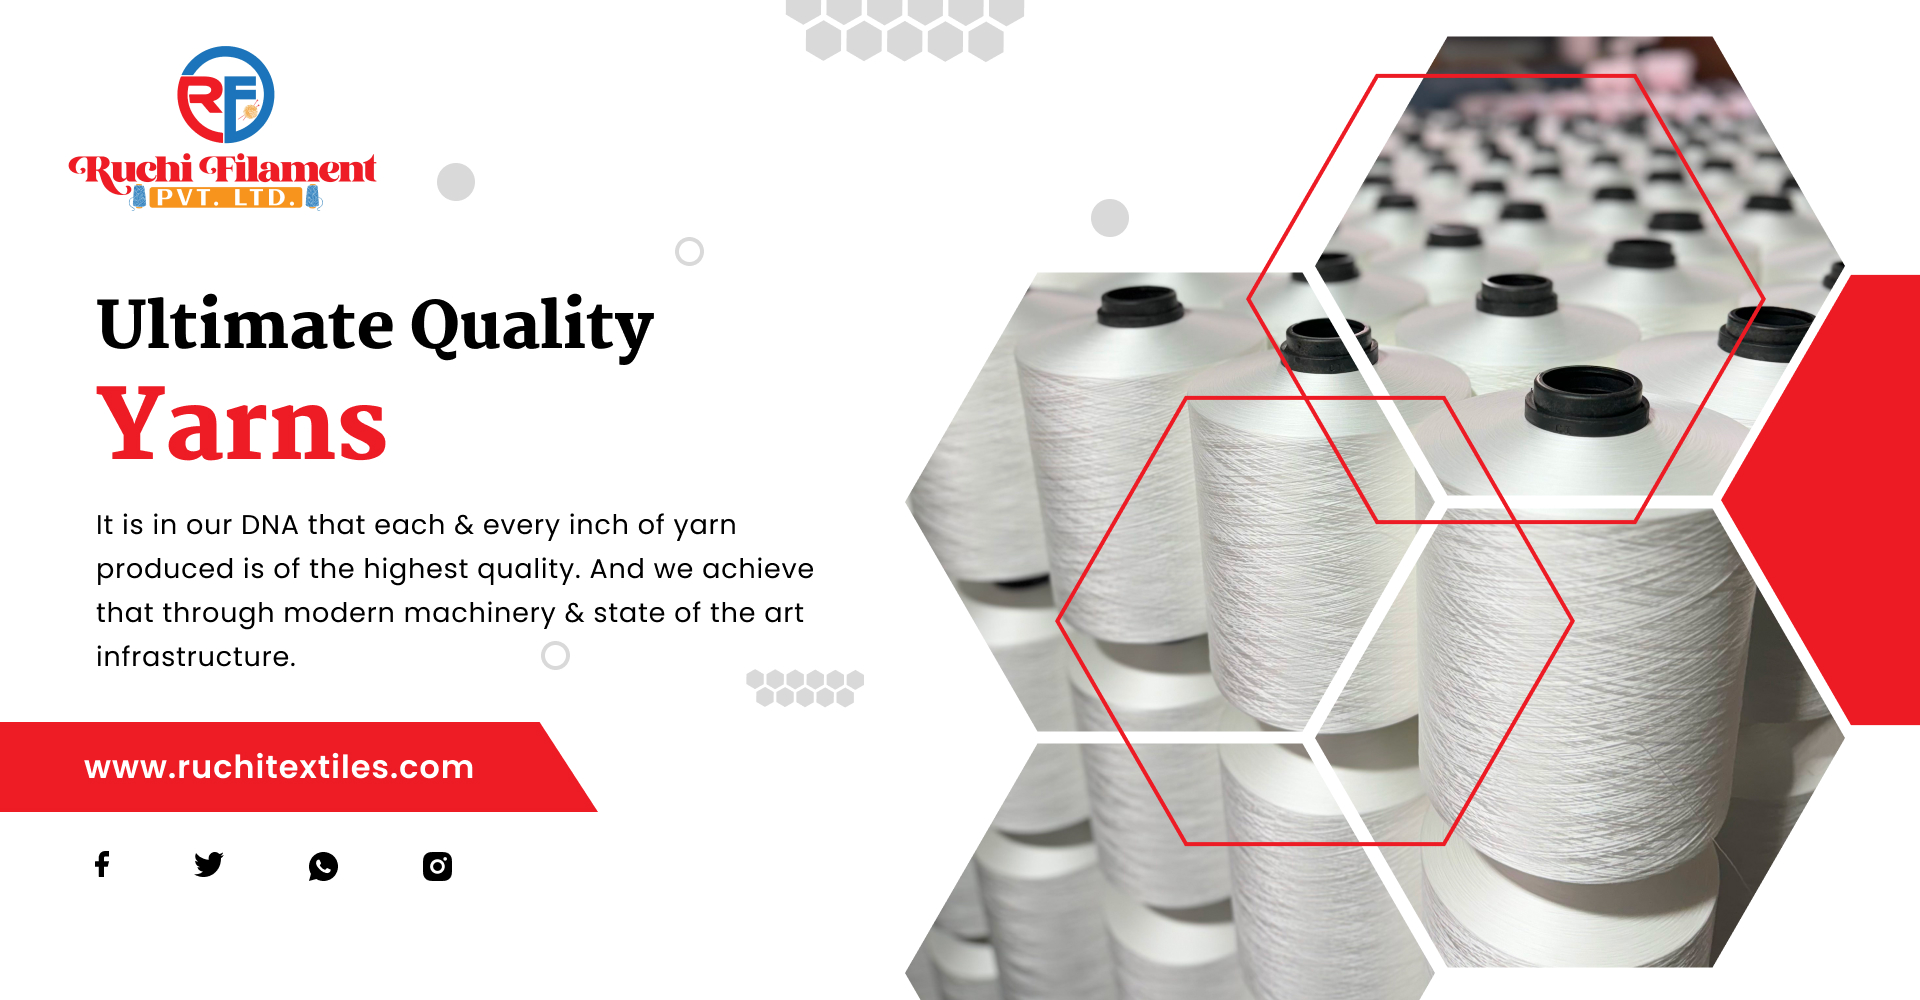 RF
Ruchi Filament
PVT. LTD.
Ultimate Quality
Yarns
It is in our DNA that each & every inch of yarn
produced is of the highest quality. And we achieve
that through modern machinery & state of the art
infrastructure.
www.ruchitextiles.com